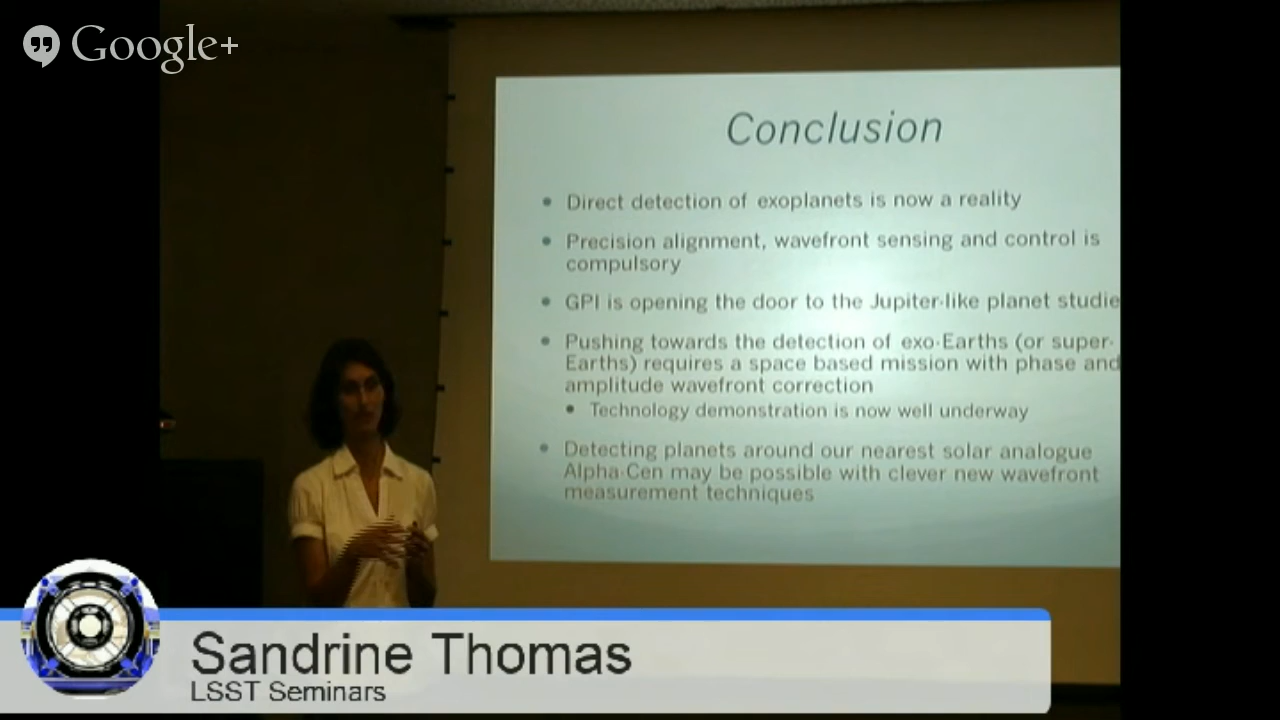 Google+
Conclusion
• Direct detection of exoplanets is now a reality
• Precision alignment, wavefront sensing and control is
compulsory
• GPI is opening the door to the Jupiter-like planet studie
• Pushing towards the detection of exo-Earths (or super-
Earths) requires a space based mission with phase and
amplitude wavefront correction
• Technology demonstration is now well underway
• Detecting planets around our nearest solar analogue
Alpha-Cen may be possible with clever new wavefront
measurement techniques
Sandrine Thomas
LSST Seminars